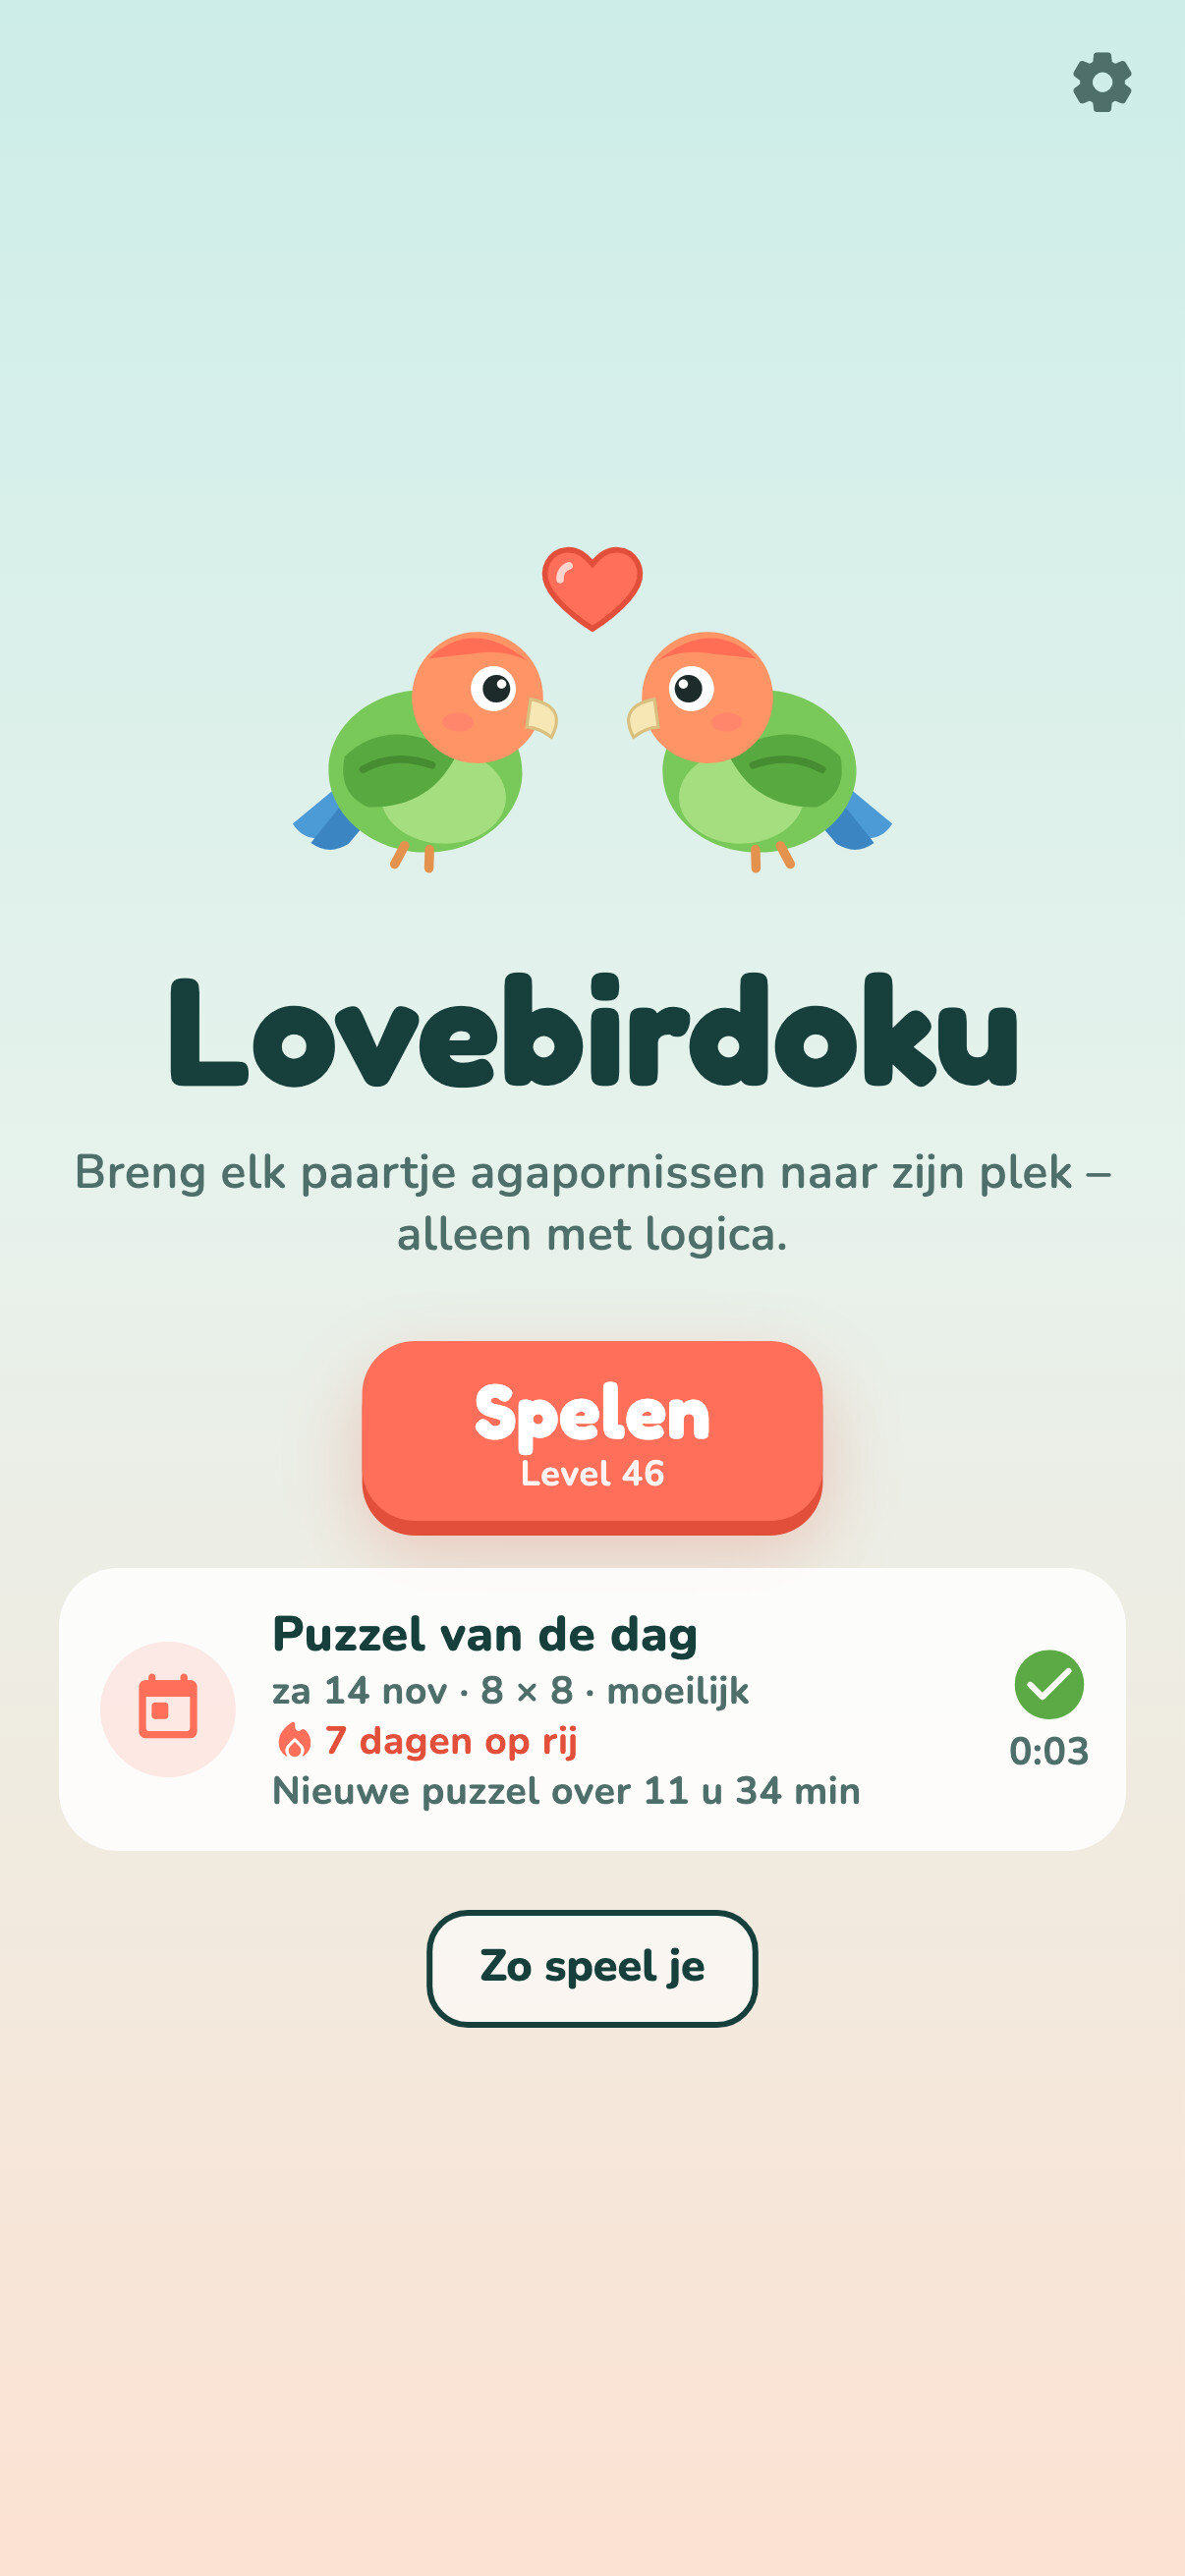 Lovebirdoku
Breng elk paartje agapornissen naar zijn plek –
alleen met logica.
Spelen
Level 46
Puzzel van de dag
za 14 nov · 8 × 8 · moeilijk
7 dagen op rij
Nieuwe puzzel over 11 u 34 min
0:03
Zo speel je